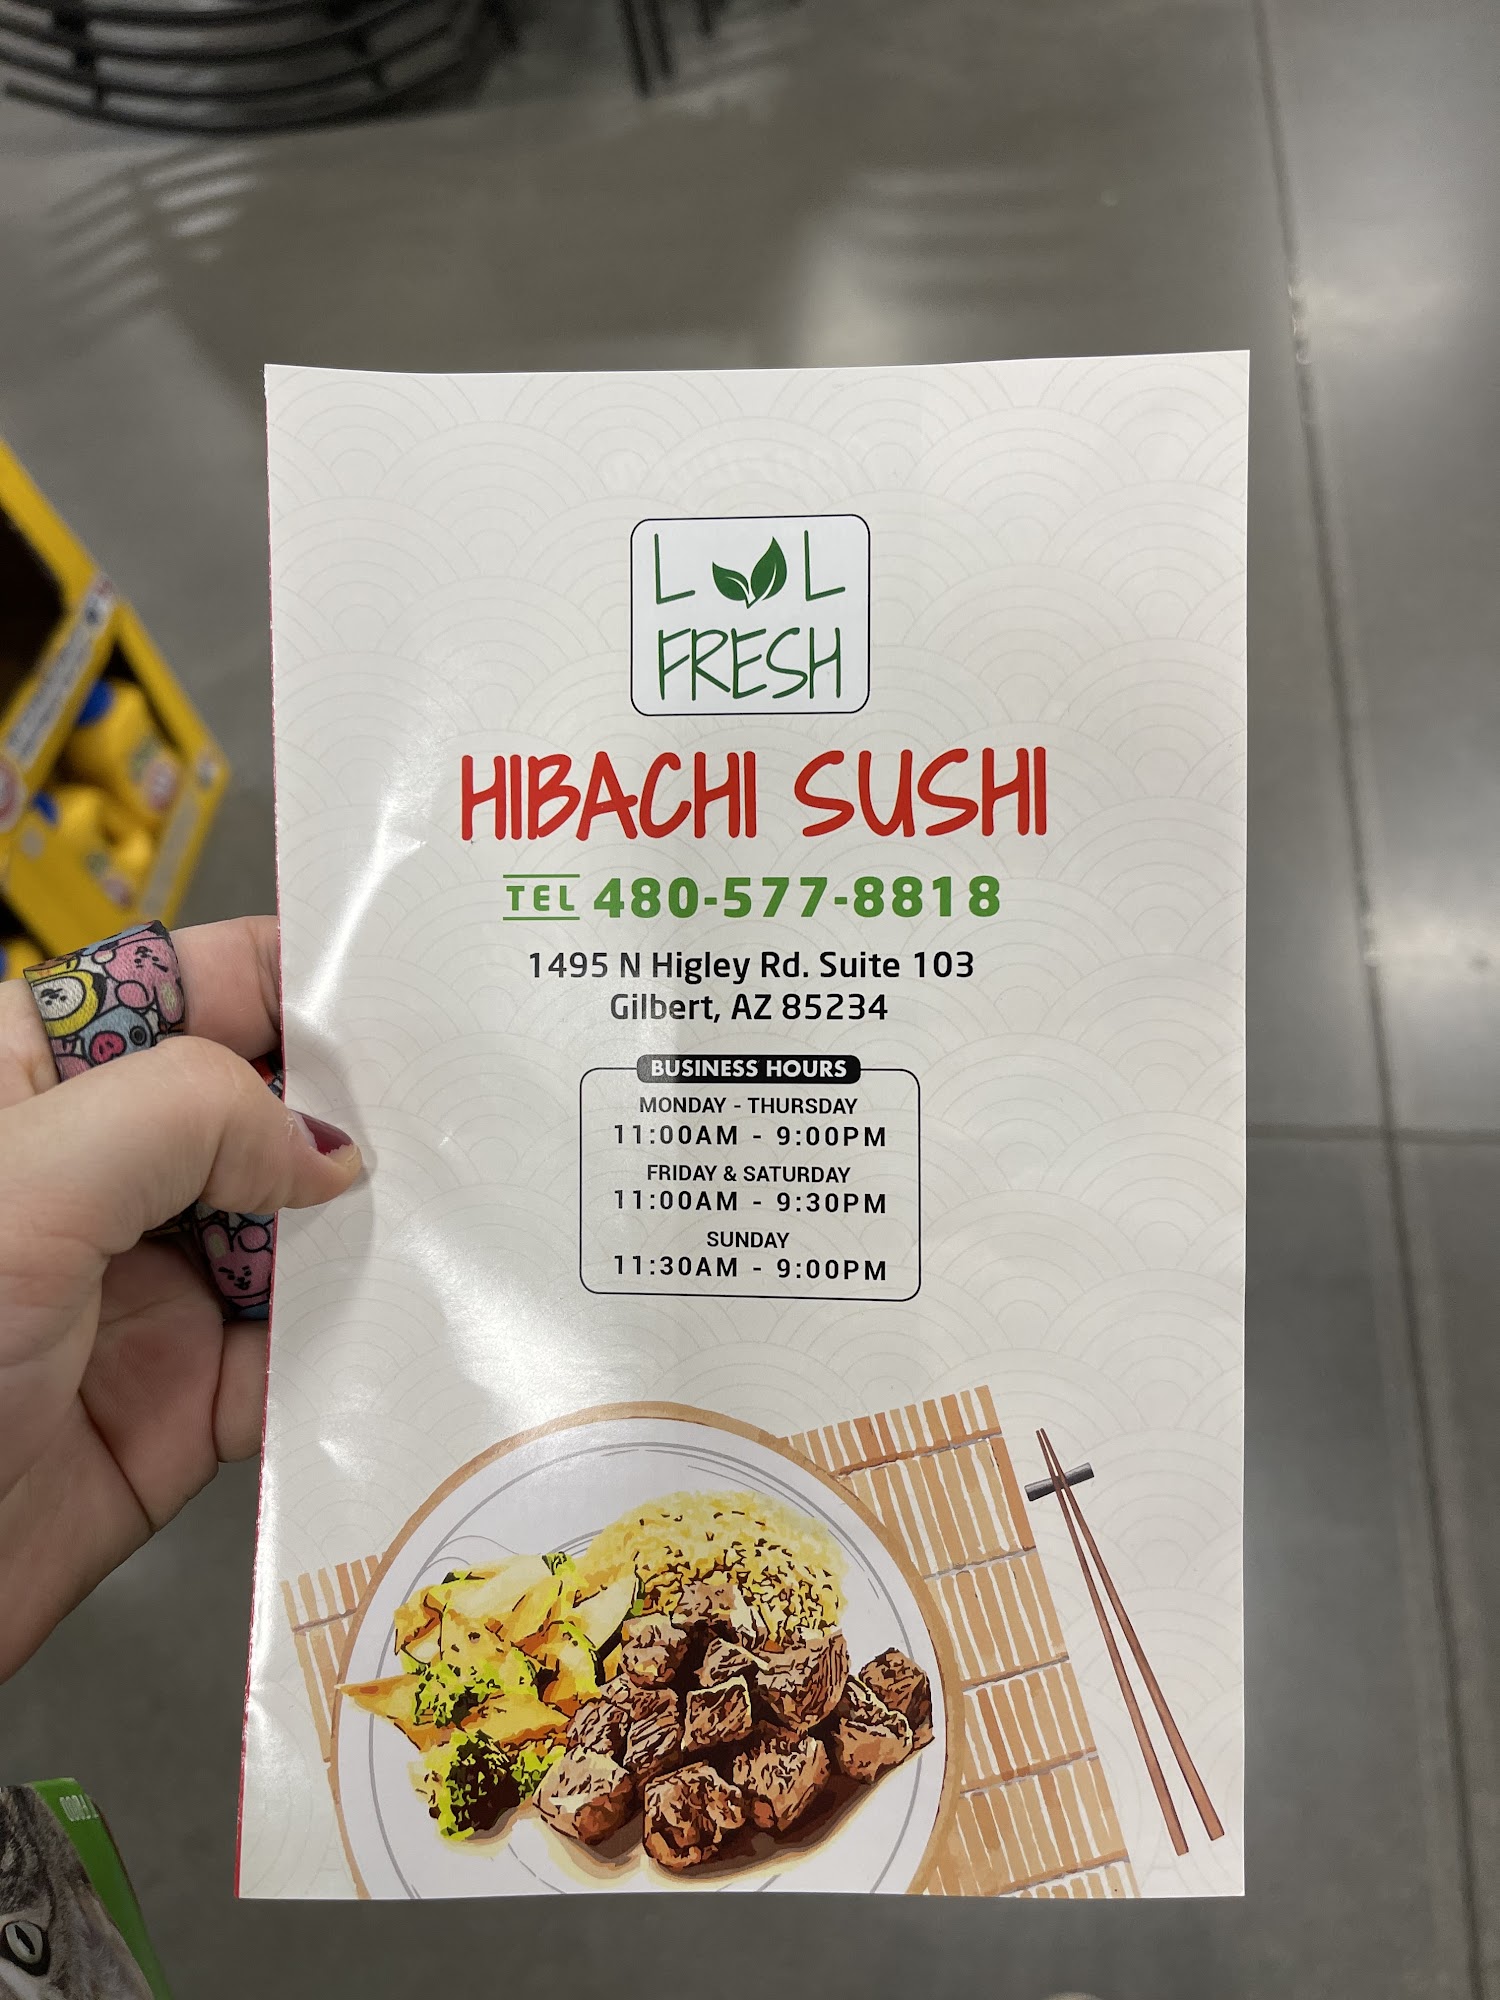 L L
FRESH
HIBACHI SUSHI
TEL 480-577-8818
1495 N Higley Rd. Suite 103
Gilbert, AZ 85234
BUSINESS HOURS
MONDAY - THURSDAY
11:00AM - 9:00PM
FRIDAY & SATURDAY
11:00AM - 9:30PM
SUNDAY
11:30AM - 9:00PM